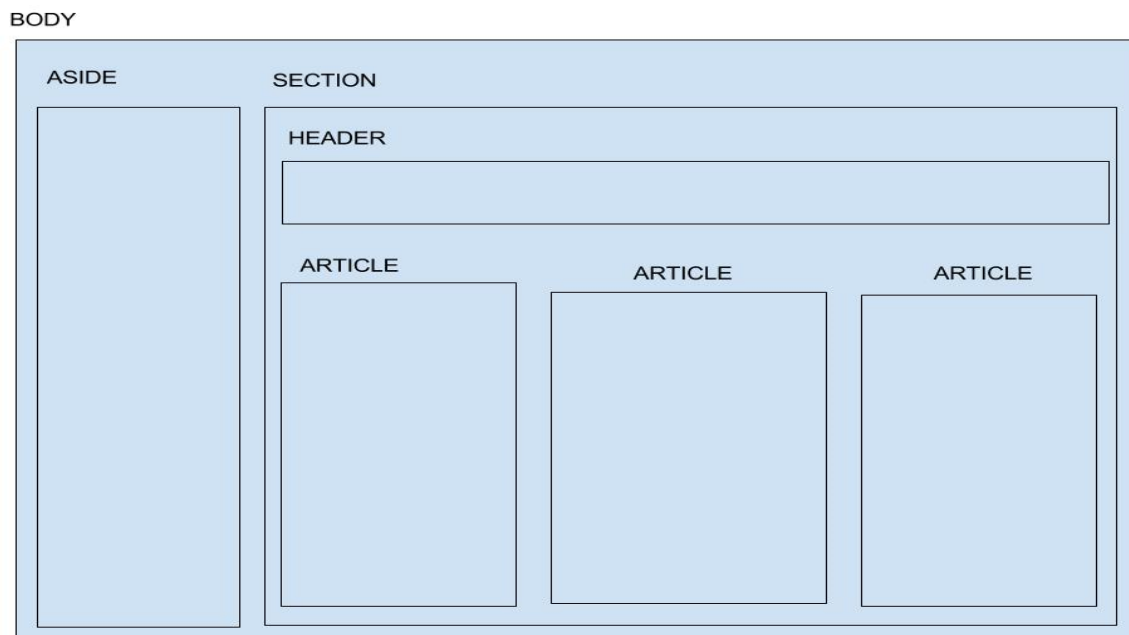 BODY
ASIDE
SECTION
HEADER
ARTICLE
ARTICLE
ARTICLE